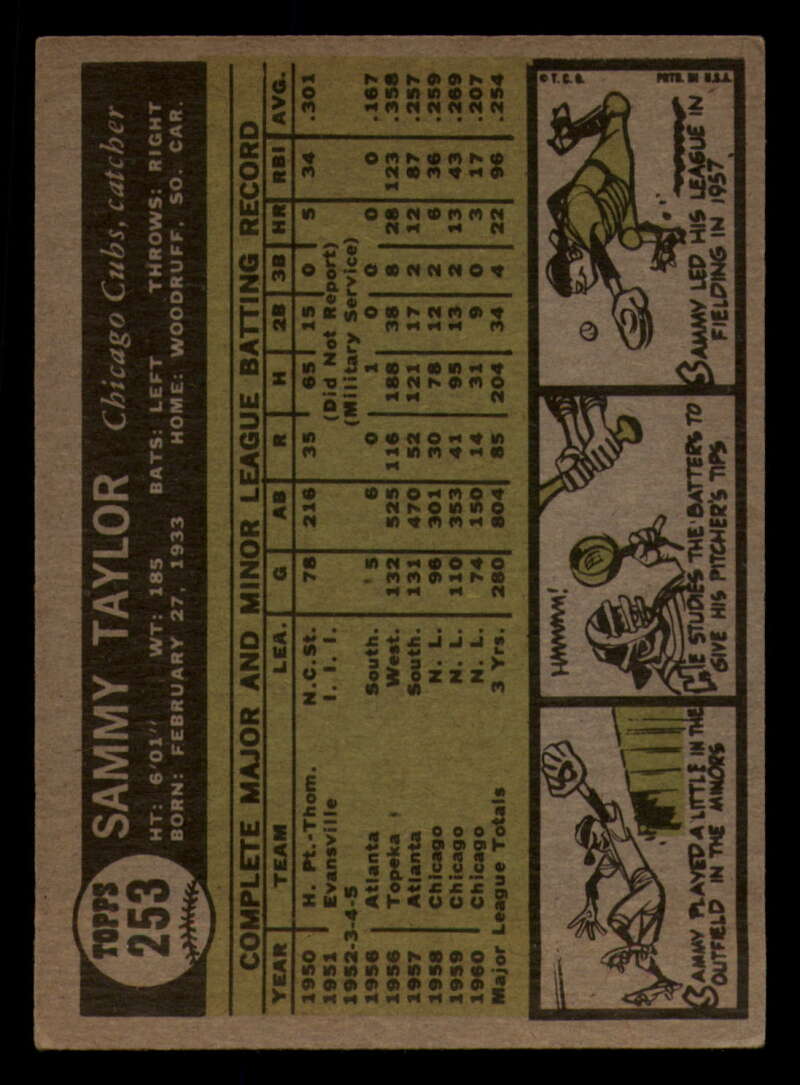 TOPPS
253
SAMMY TAYLOR
Chicago Cubs, catcher
HT: 6'01" WT: 185 BATS: LEFT THROWS: RIGHT
BORN: FEBRUARY 27, 1933 HOME: WOODRUFF, SO. CAR.
COMPLETE MAJOR AND MINOR LEAGUE BATTING RECORD
YEAR TEAM LEA. G AB R H 2B 3B HR RBI AVG.
1950 H. Pt.-Thom. N.C.St. 78 216 35 65 15 0 5 34 .301
1951 Evansville I. I. I. (Did Not Report)
1952-3-4-5 (Military Service)
1956 Atlanta South. 5 6 0 1 0 0 0 0 .167
1956 Topeka West. 132 525 116 188 38 8 28 123 .358
1957 Atlanta South. 131 470 52 121 17 2 12 87 .257
1958 Chicago N. L. 96 301 30 78 12 2 6 36 .259
1959 Chicago N. L. 110 353 41 95 13 2 13 43 .269
1960 Chicago N. L. 74 150 14 31 9 0 3 17 .207
Major League Totals 3 Yrs. 280 804 85 204 34 4 22 96 .254
SAMMY PLAYED A LITTLE IN THE
OUTFIELD IN THE MINORS
HMMMM!
HE STUDIES THE BATTERS TO
GIVE HIS PITCHER'S TIPS
© T. C. G. PRTD. IN U.S.A.
SAMMY LED HIS LEAGUE IN
FIELDING IN 1957